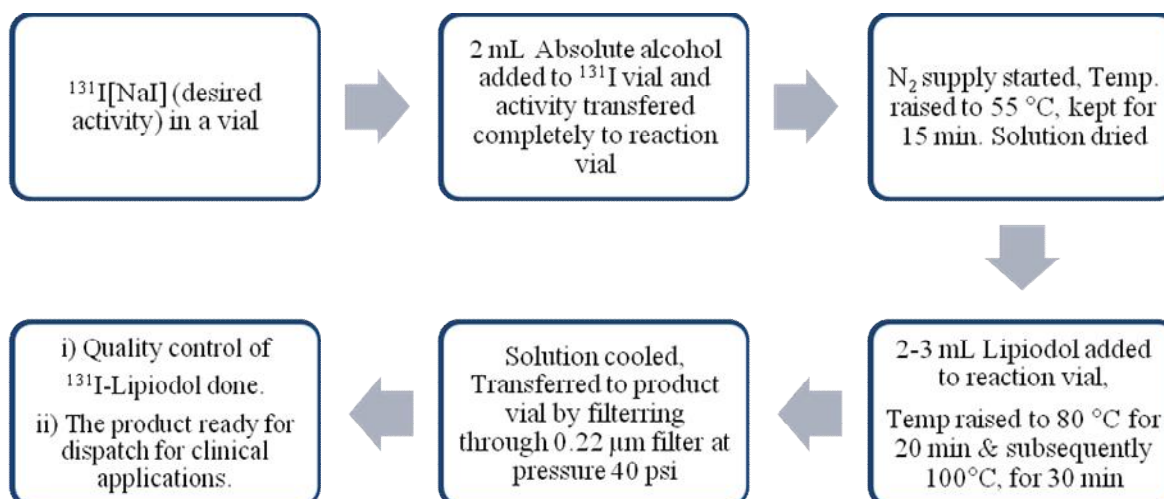 ¹³¹I[NaI] (desired
activity) in a vial
2 mL Absolute alcohol
added to ¹³¹I vial and
activity transfered
completely to reaction
vial
N₂ supply started, Temp.
raised to 55 °C, kept for
15 min. Solution dried
2-3 mL Lipiodol added
to reaction vial,
Temp raised to 80 °C for
20 min & subsequently
100°C, for 30 min
Solution cooled,
Transferred to product
vial by filterring
through 0.22 µm filter at
pressure 40 psi
i) Quality control of
¹³¹I-Lipiodol done.
ii) The product ready for
dispatch for clinical
applications.